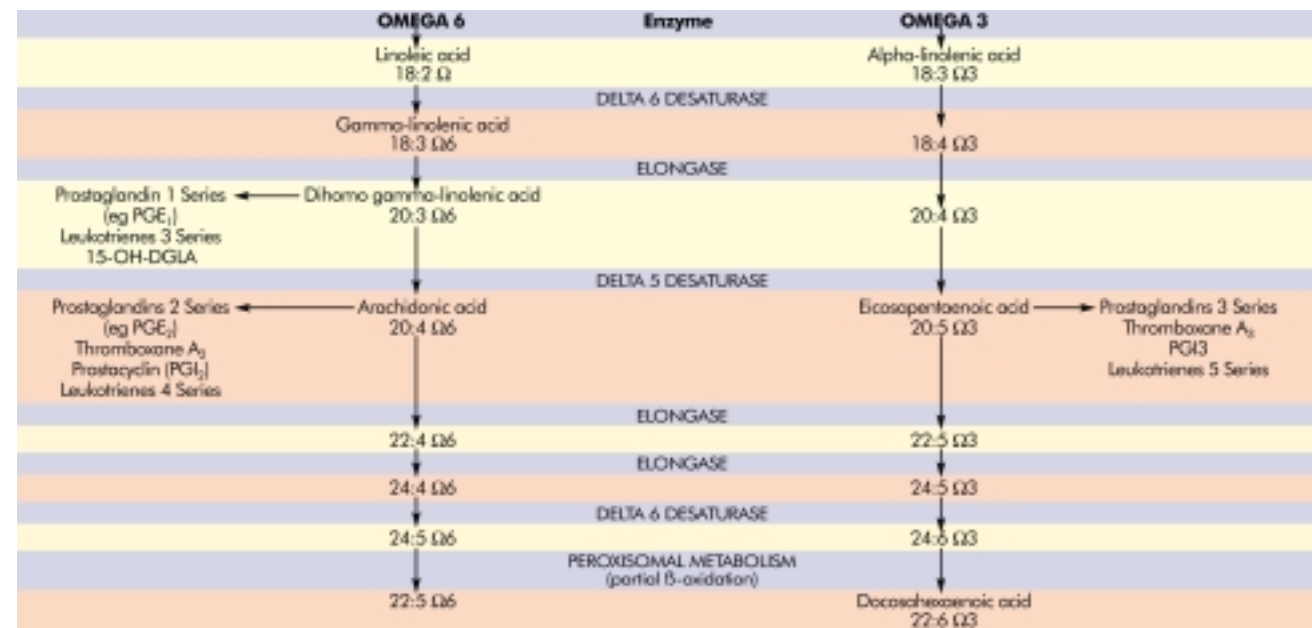 OMEGA 6 Enzyme OMEGA 3
Linoleic acid Alpha-linolenic acid
18:2 Ω 18:3 Ω3
DELTA 6 DESATURASE
Gamma-linolenic acid
18:3 Ω6 18:4 Ω3
ELONGASE
Prostaglandin 1 Series Dihomo gamma-linolenic acid
(eg PGE₁) 20:3 Ω6 20:4 Ω3
Leukotrienes 3 Series
15-OH-DGLA
DELTA 5 DESATURASE
Prostaglandins 2 Series Arachidonic acid Eicosapentaenoic acid Prostaglandins 3 Series
(eg PGE₂) 20:4 Ω6 20:5 Ω3 Thromboxane A₃
Thromboxane PGI3
Prostacyclin (PGI₂) Leukotrienes 5 Series
Leukotrienes 4 Series
ELONGASE
22:4 Ω6 22:5 Ω3
ELONGASE
24:4 Ω6 24:5 Ω3
DELTA 6 DESATURASE
24:5 Ω6 24:6 Ω3
PEROXISOMAL METABOLISM
(partial ß-oxidation)
22:5 Ω6 Docosahexaenoic acid
22:6 Ω3